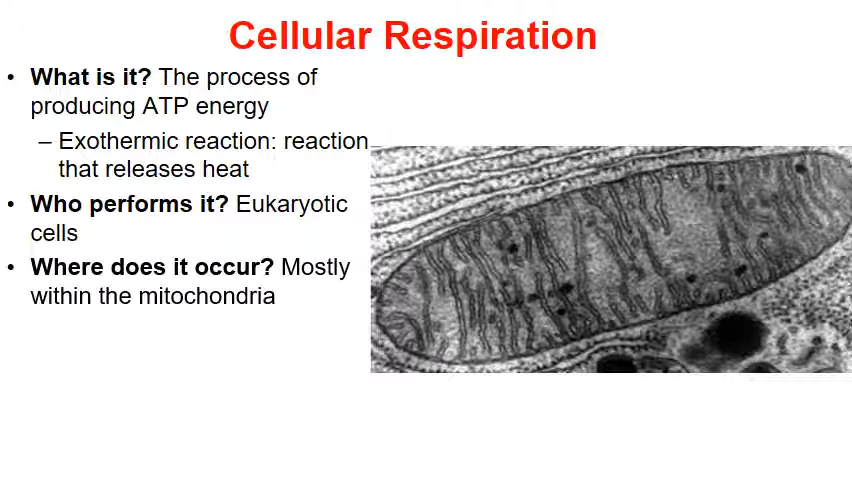 Cellular Respiration
• What is it? The process of
producing ATP energy
– Exothermic reaction: reaction
that releases heat
• Who performs it? Eukaryotic
cells
• Where does it occur? Mostly
within the mitochondria